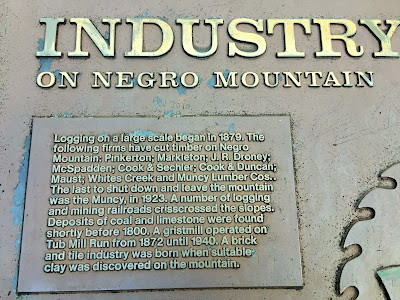 INDUSTRY
ON NEGRO MOUNTAIN
Logging on a large scale began in 1879. The
following firms have cut timber on Negro
Mountain: Pinkerton; Markleton; J. R. Droney;
McSpadden; Cook & Sechler; Cook & Duncan;
Maust; Whites Creek and Muncy Lumber Cos..
The last to shut down and leave the mountain
was the Muncy, in 1923. A number of logging
and mining railroads crisscrossed the slopes.
Deposits of coal and limestone were found
shortly before 1800. A gristmill operated on
Tub Mill Run from 1872 until 1940. A brick
and tile industry was born when suitable
clay was discovered on the mountain.